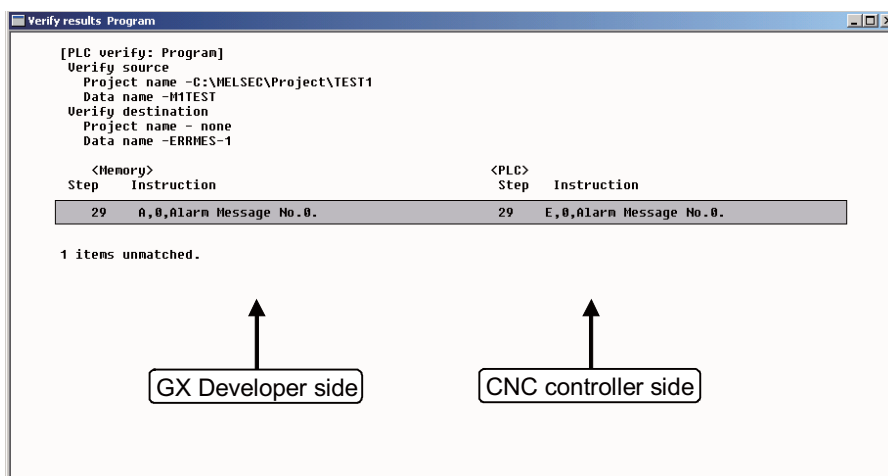 Verify results Program
[PLC verify: Program]
Verify source
Project name -C:\MELSEC\Project\TEST1
Data name -M1TEST
Verify destination
Project name - none
Data name -ERRMES-1
<Memory> <PLC>
Step Instruction Step Instruction
29 A,0,Alarm Message No.0. 29 E,0,Alarm Message No.0.
1 items unmatched.
GX Developer side CNC controller side